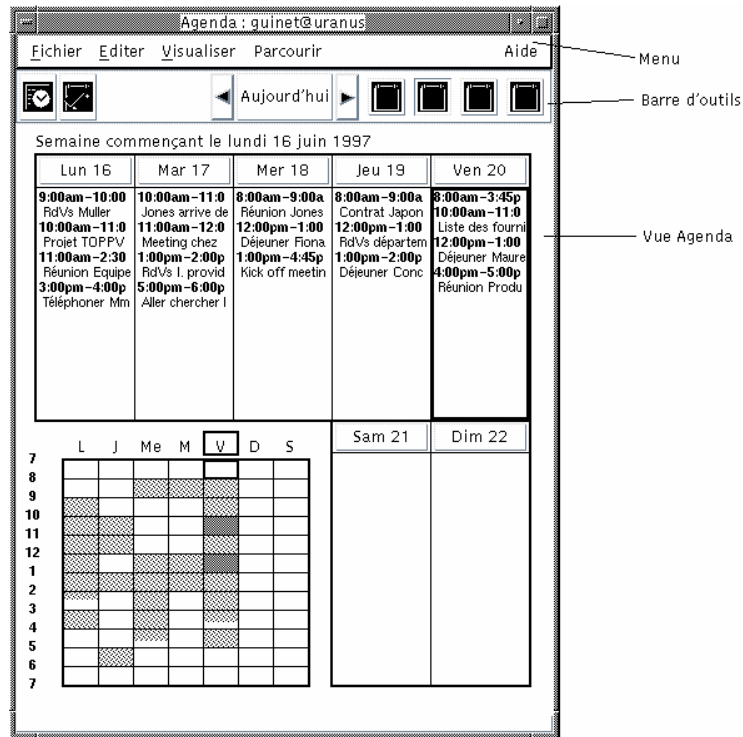 Agenda : guinet@uranus
Fichier Editer Visualiser Parcourir Aide
Menu
Aujourd'hui
Barre d'outils
Semaine commençant le lundi 16 juin 1997
Lun 16 Mar 17 Mer 18 Jeu 19 Ven 20
9:00am–10:00
RdVs Muller
10:00am–11:0
Projet TOPPV
11:00am–2:30
Réunion Equipe
3:00pm–4:00p
Téléphoner Mm
10:00am–11:0
Jones arrive de
11:00am–12:0
Meeting chez
1:00pm–2:00p
RdVs I. provid
5:00pm–6:00p
Aller chercher l
8:00am–9:00a
Réunion Jones
12:00pm–1:00
Déjeuner Fiona
1:00pm–4:45p
Kick off meetin
8:00am–9:00a
Contrat Japon
12:00pm–1:00
RdVs départem
1:00pm–2:00p
Déjeuner Conc
8:00am–3:45p
10:00am–11:0
Liste des fourni
12:00pm–1:00
Déjeuner Maure
4:00pm–5:00p
Réunion Produ
Vue Agenda
L J Me M V D S
7
8
9
10
11
12
1
2
3
4
5
6
7
Sam 21 Dim 22